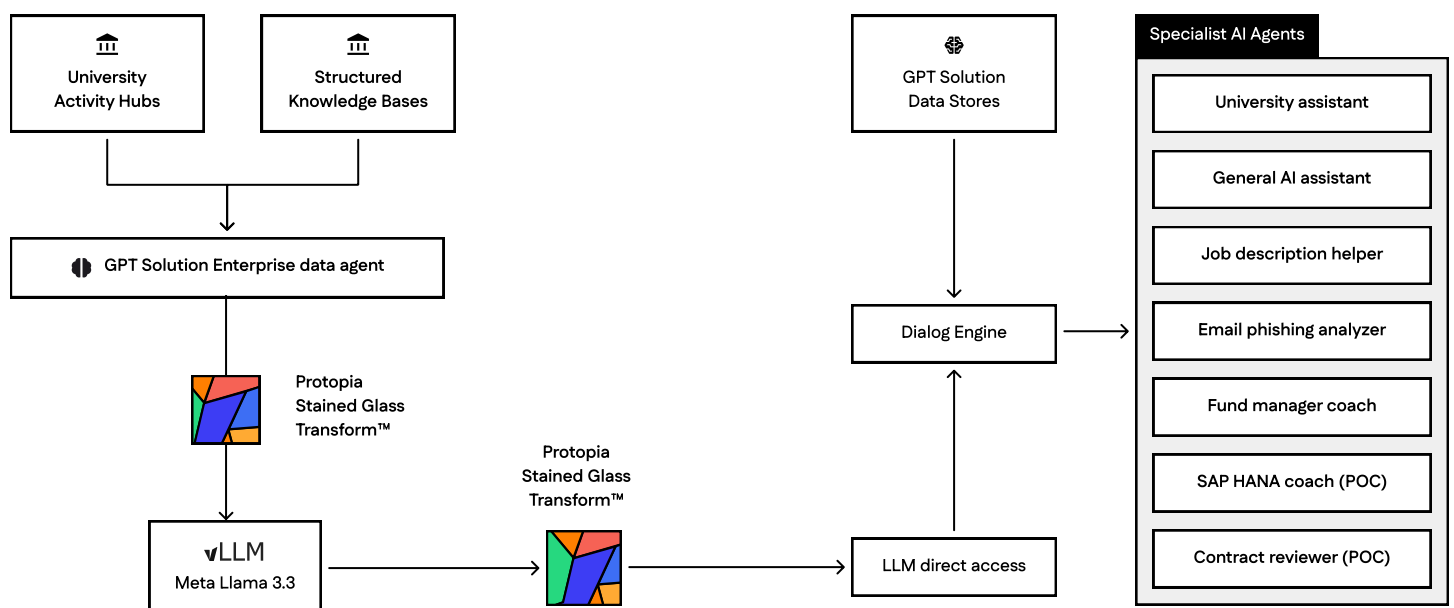 University
Activity Hubs
Structured
Knowledge Bases
GPT Solution Enterprise data agent
Protopia
Stained Glass
Transform™
vLLM
Meta Llama 3.3
Protopia
Stained Glass
Transform™
GPT Solution
Data Stores
Dialog Engine
LLM direct access
Specialist AI Agents
University assistant
General AI assistant
Job description helper
Email phishing analyzer
Fund manager coach
SAP HANA coach (POC)
Contract reviewer (POC)